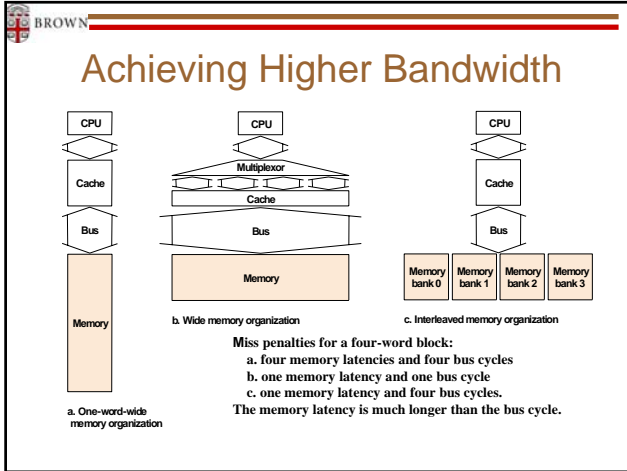 BROWN
Achieving Higher Bandwidth
CPU
Cache
Bus
Memory
a. One-word-wide
memory organization
CPU
Multiplexor
Cache
Bus
Memory
b. Wide memory organization
CPU
Cache
Bus
Memory
bank 0
Memory
bank 1
Memory
bank 2
Memory
bank 3
c. Interleaved memory organization
Miss penalties for a four-word block:
a. four memory latencies and four bus cycles
b. one memory latency and one bus cycle
c. one memory latency and four bus cycles.
The memory latency is much longer than the bus cycle.